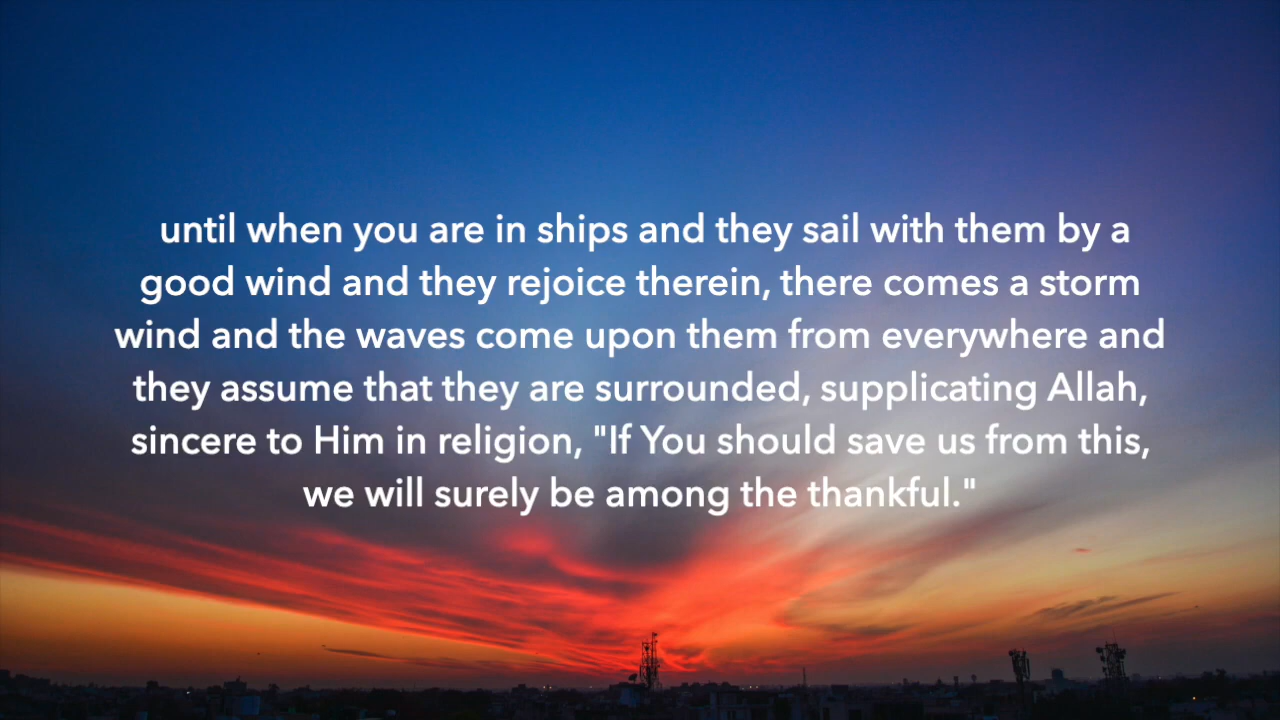 until when you are in ships and they sail with them by a
good wind and they rejoice therein, there comes a storm
wind and the waves come upon them from everywhere and
they assume that they are surrounded, supplicating Allah,
sincere to Him in religion, "If You should save us from this,
we will surely be among the thankful."